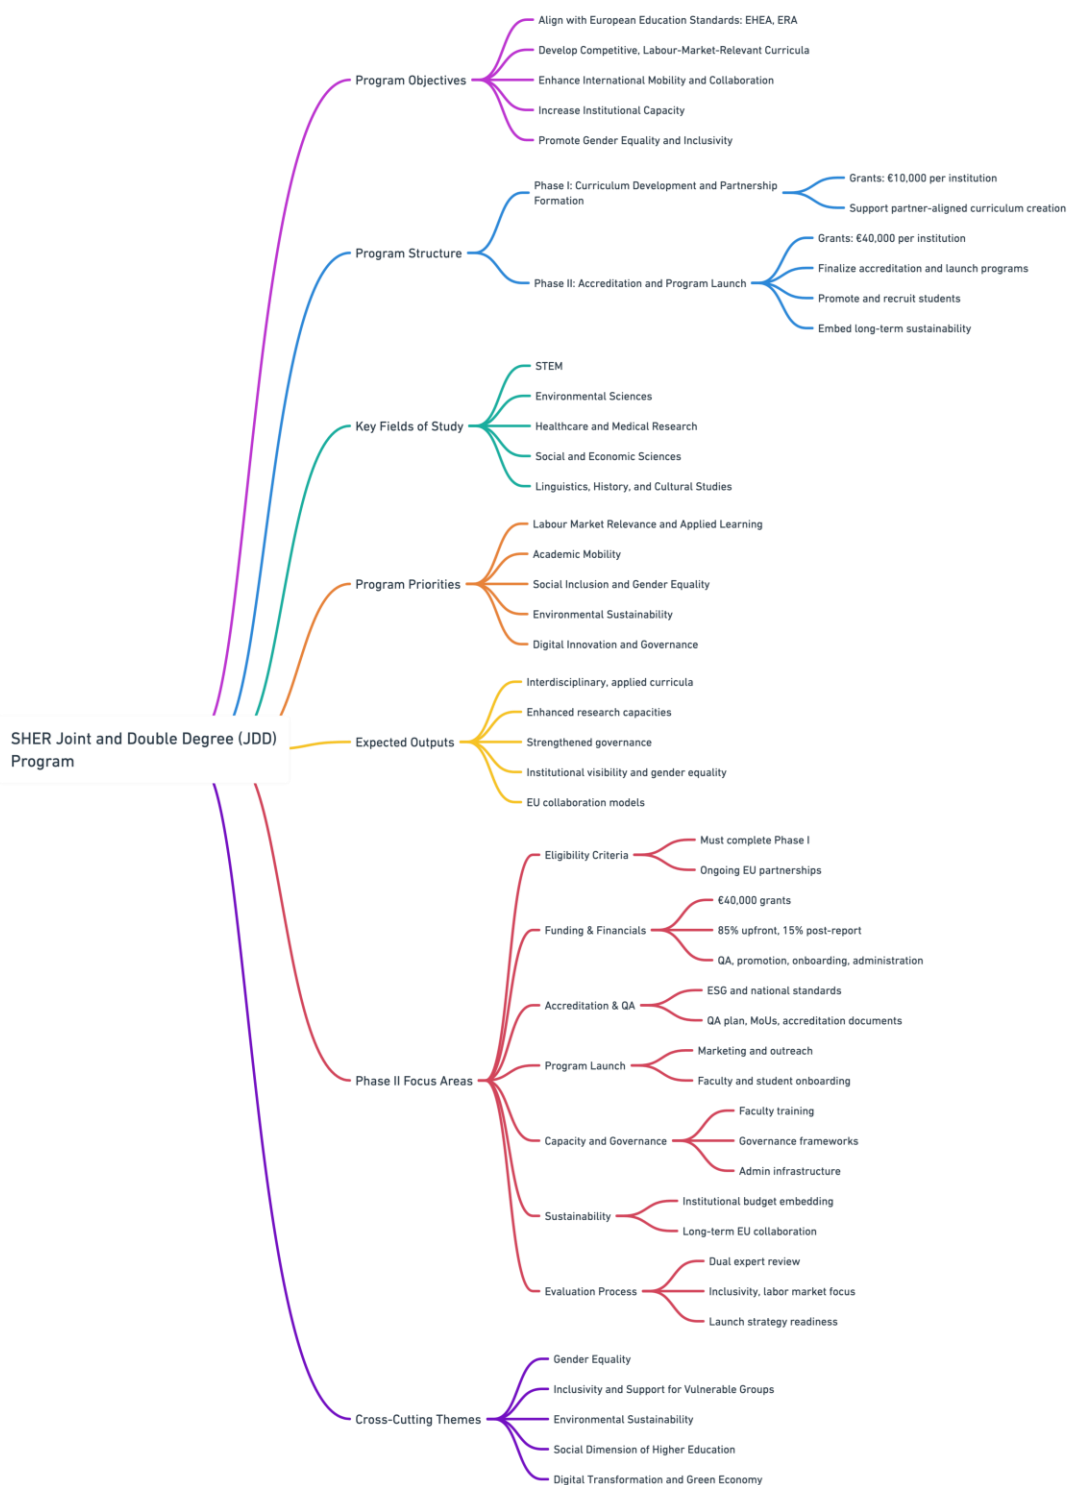 SHER Joint and Double Degree (JDD)
Program
Program Objectives
Align with European Education Standards: EHEA, ERA
Develop Competitive, Labour-Market-Relevant Curricula
Enhance International Mobility and Collaboration
Increase Institutional Capacity
Promote Gender Equality and Inclusivity
Program Structure
Phase I: Curriculum Development and Partnership
Formation
Grants: €10,000 per institution
Support partner-aligned curriculum creation
Phase II: Accreditation and Program Launch
Grants: €40,000 per institution
Finalize accreditation and launch programs
Promote and recruit students
Embed long-term sustainability
Key Fields of Study
STEM
Environmental Sciences
Healthcare and Medical Research
Social and Economic Sciences
Linguistics, History, and Cultural Studies
Program Priorities
Labour Market Relevance and Applied Learning
Academic Mobility
Social Inclusion and Gender Equality
Environmental Sustainability
Digital Innovation and Governance
Expected Outputs
Interdisciplinary, applied curricula
Enhanced research capacities
Strengthened governance
Institutional visibility and gender equality
EU collaboration models
Phase II Focus Areas
Eligibility Criteria
Must complete Phase I
Ongoing EU partnerships
Funding & Financials
€40,000 grants
85% upfront, 15% post-report
QA, promotion, onboarding, administration
Accreditation & QA
ESG and national standards
QA plan, MoUs, accreditation documents
Program Launch
Marketing and outreach
Faculty and student onboarding
Capacity and Governance
Faculty training
Governance frameworks
Admin infrastructure
Sustainability
Institutional budget embedding
Long-term EU collaboration
Evaluation Process
Dual expert review
Inclusivity, labor market focus
Launch strategy readiness
Cross-Cutting Themes
Gender Equality
Inclusivity and Support for Vulnerable Groups
Environmental Sustainability
Social Dimension of Higher Education
Digital Transformation and Green Economy